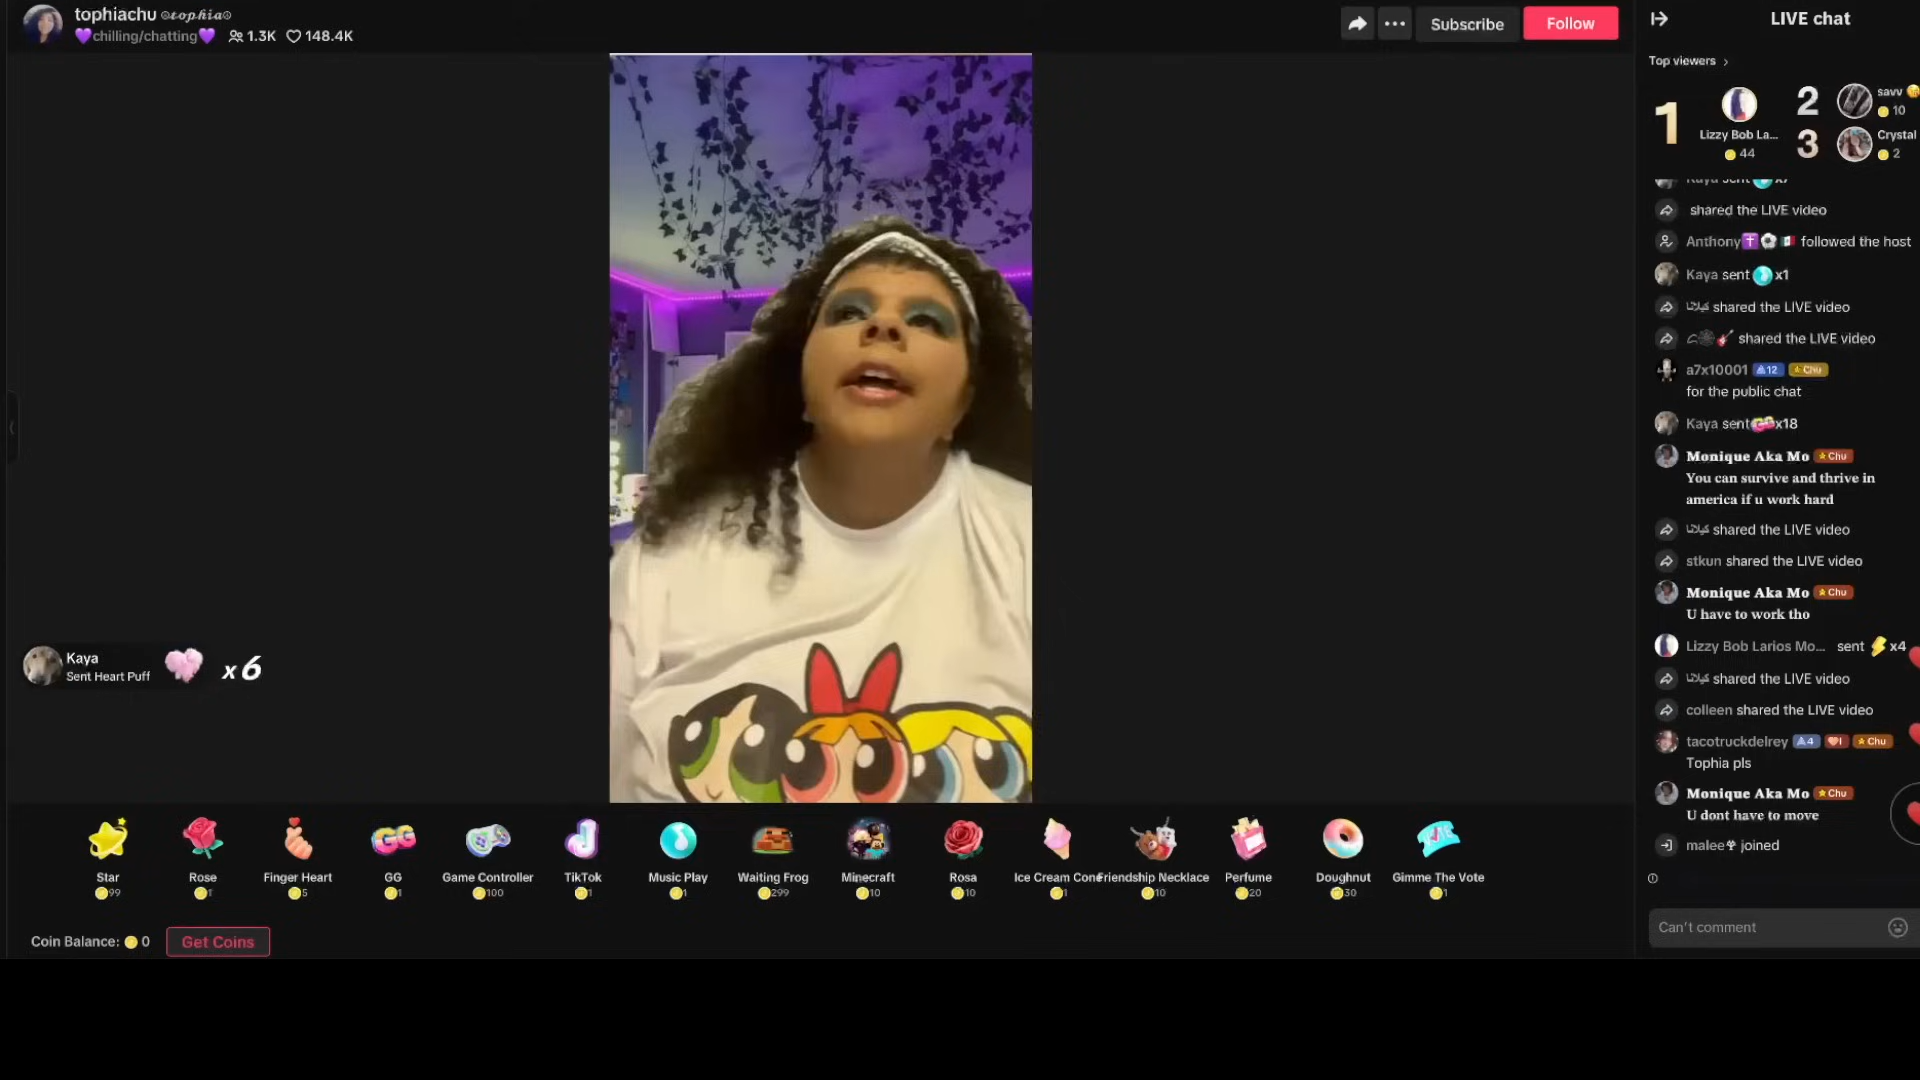 tophiachu ⍟𝓽𝓸𝓹𝓱𝓲𝓪⍟
💜chilling/chatting💜 1.3K 148.4K
Subscribe
Follow
Kaya
Sent Heart Puff
x 6
Star
99
Rose
1
Finger Heart
5
GG
1
Game Controller
100
TikTok
1
Music Play
1
Waiting Frog
299
Minecraft
10
Rosa
10
Ice Cream Cone
1
Friendship Necklace
10
Perfume
20
Doughnut
30
Gimme The Vote
1
Coin Balance: 0
Get Coins
LIVE chat
Top viewers
1
Lizzy Bob La...
44
2
savv
10
3
Crystal
2
Kaya sent
shared the LIVE video
Anthony✝️⚽🇲🇽 followed the host
Kaya sent x1
shared the LIVE video
shared the LIVE video
a7x10001 12 Chu
for the public chat
Kaya sent GG x18
Monique Aka Mo Chu
You can survive and thrive in
america if u work hard
shared the LIVE video
stkun shared the LIVE video
Monique Aka Mo Chu
U have to work tho
Lizzy Bob Larios Mo... sent x4
shared the LIVE video
colleen shared the LIVE video
tacotruckdelrey 4 I Chu
Tophia pls
Monique Aka Mo Chu
U dont have to move
malee joined
Can't comment